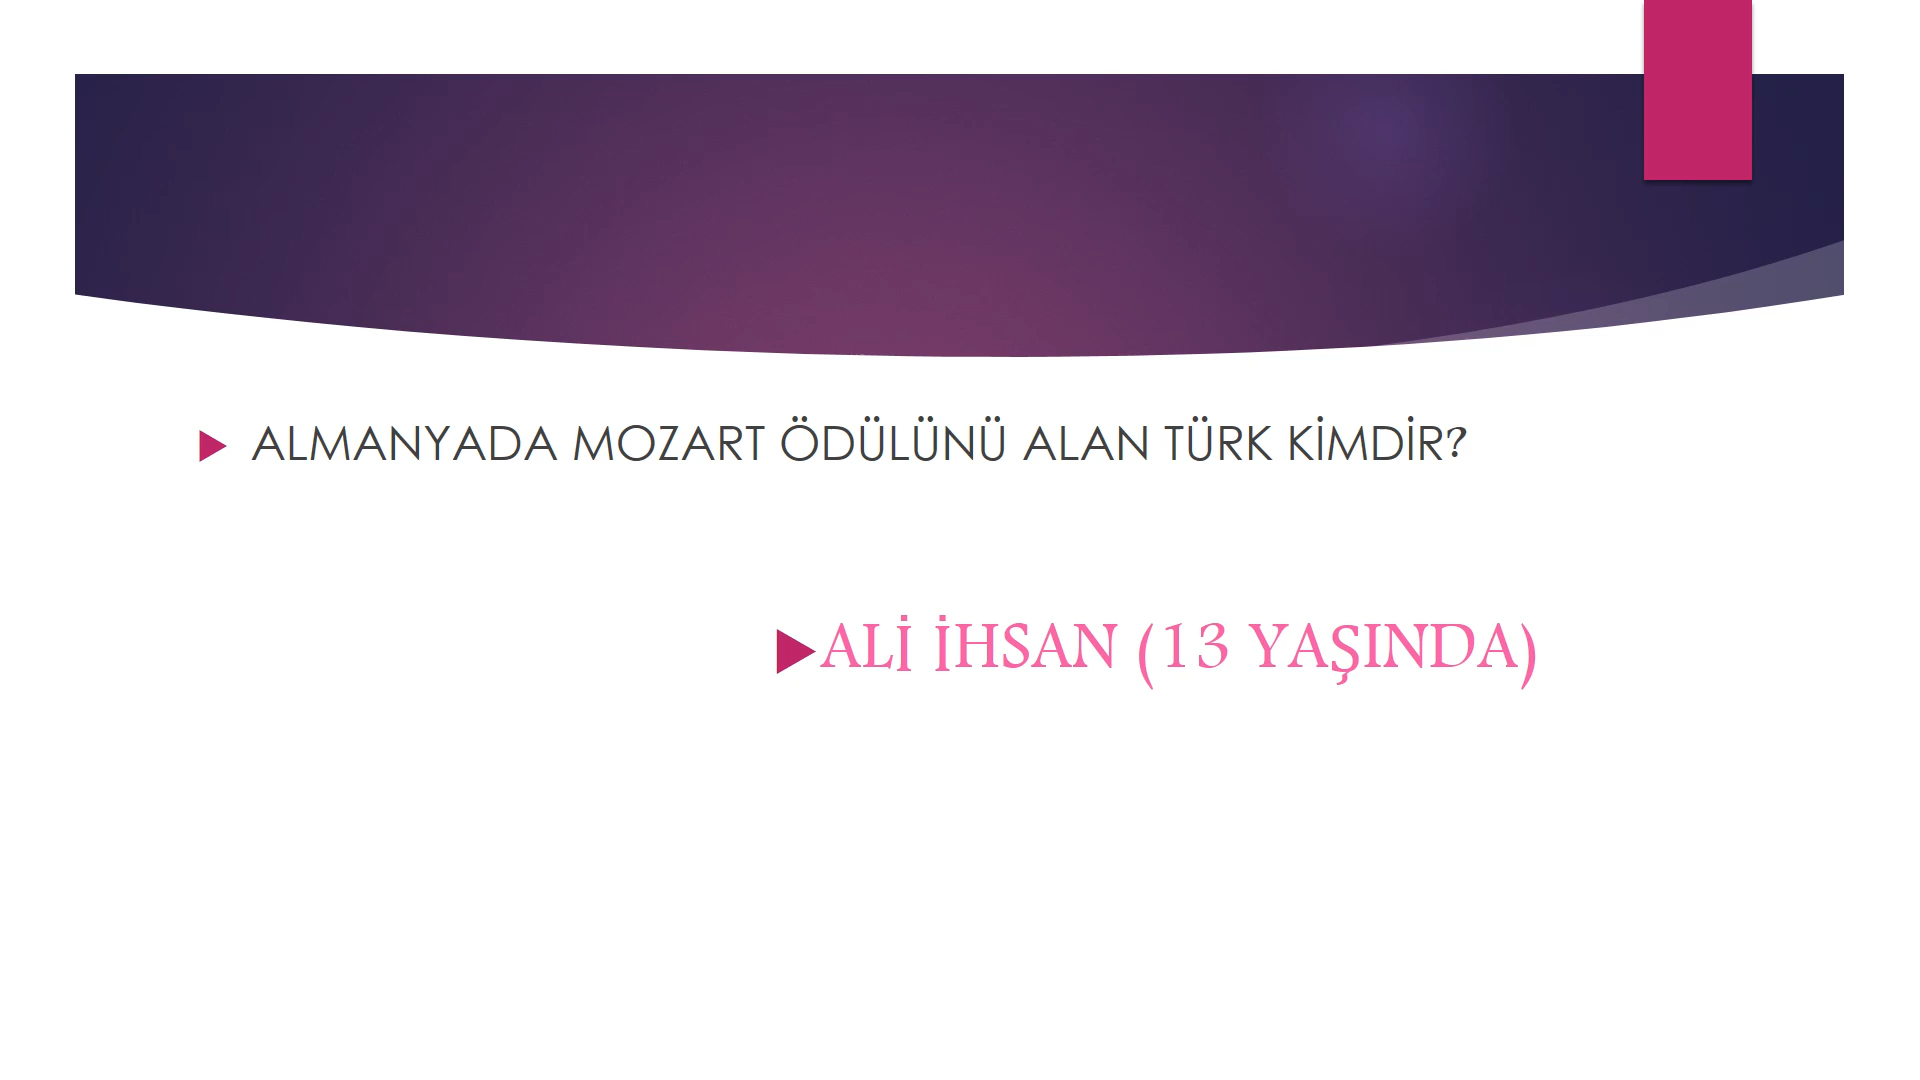 ALMANYADA MOZART ÖDÜLÜNÜ ALAN TÜRK KİMDİR?
ALİ İHSAN (13 YAŞINDA)